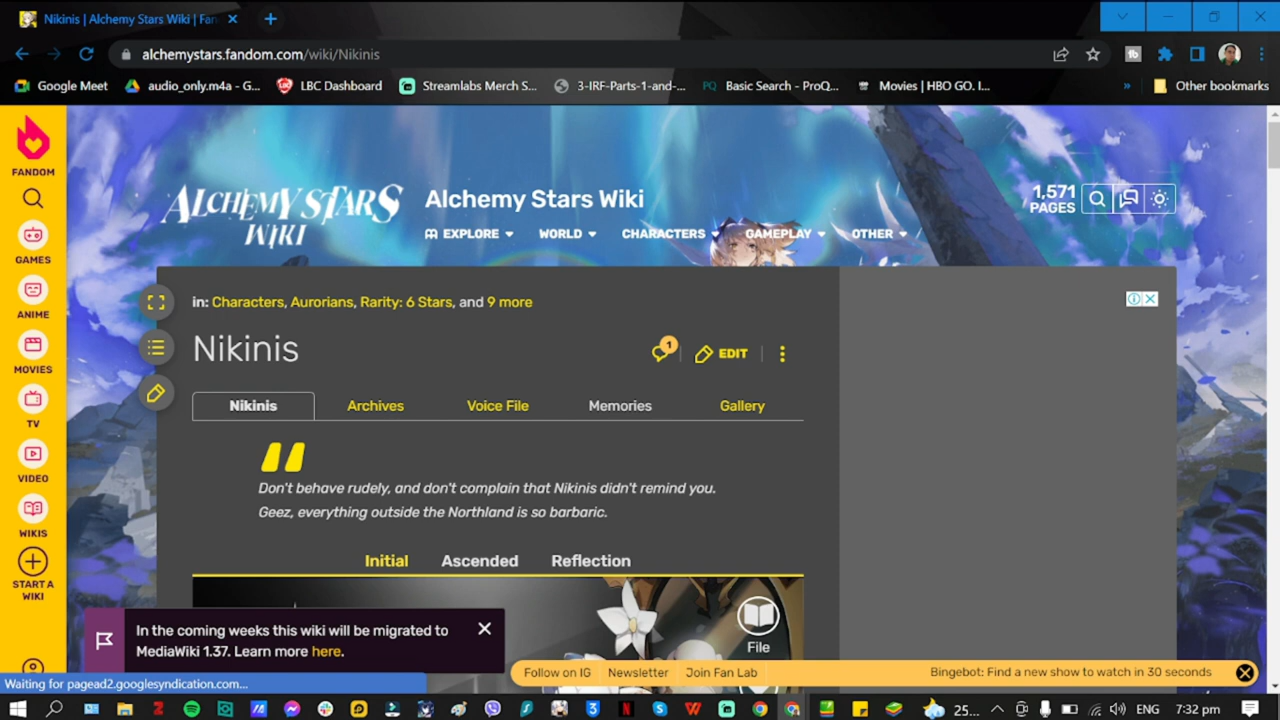 Nikinis | Alchemy Stars Wiki | Fan
alchemystars.fandom.com/wiki/Nikinis
Google Meet
audio_only.m4a - G...
LBC Dashboard
Streamlabs Merch S...
3-IRF-Parts-1-and-...
PQ
Basic Search - ProQ...
Movies | HBO GO. I...
»
Other bookmarks
FANDOM
GAMES
ANIME
MOVIES
TV
VIDEO
WIKIS
START A
WIKI
ALCHEMY STARS
WIKI
Alchemy Stars Wiki
EXPLORE
WORLD
CHARACTERS
GAMEPLAY
OTHER
1,571
PAGES
in: Characters, Aurorians, Rarity: 6 Stars, and 9 more
Nikinis
1
EDIT
Nikinis
Archives
Voice File
Memories
Gallery
Don't behave rudely, and don't complain that Nikinis didn't remind you.
Geez, everything outside the Northland is so barbaric.
Initial
Ascended
Reflection
File
In the coming weeks this wiki will be migrated to
MediaWiki 1.37. Learn more here.
Follow on IG
Newsletter
Join Fan Lab
Bingebot: Find a new show to watch in 30 seconds
Waiting for pagead2.googlesyndication.com...
25...
ENG
7:32 pm